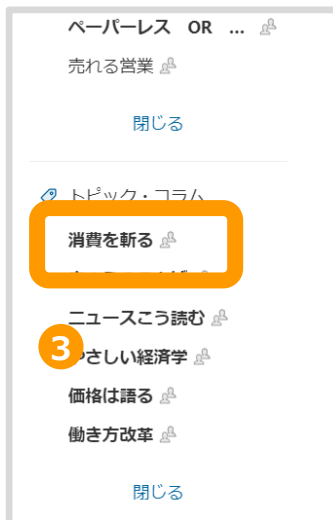 ペーパーレス　OR　...
売れる営業
閉じる
トピック・コラム
消費を斬る
ニュースこう読む
3
さしい経済学
価格は語る
働き方改革
閉じる